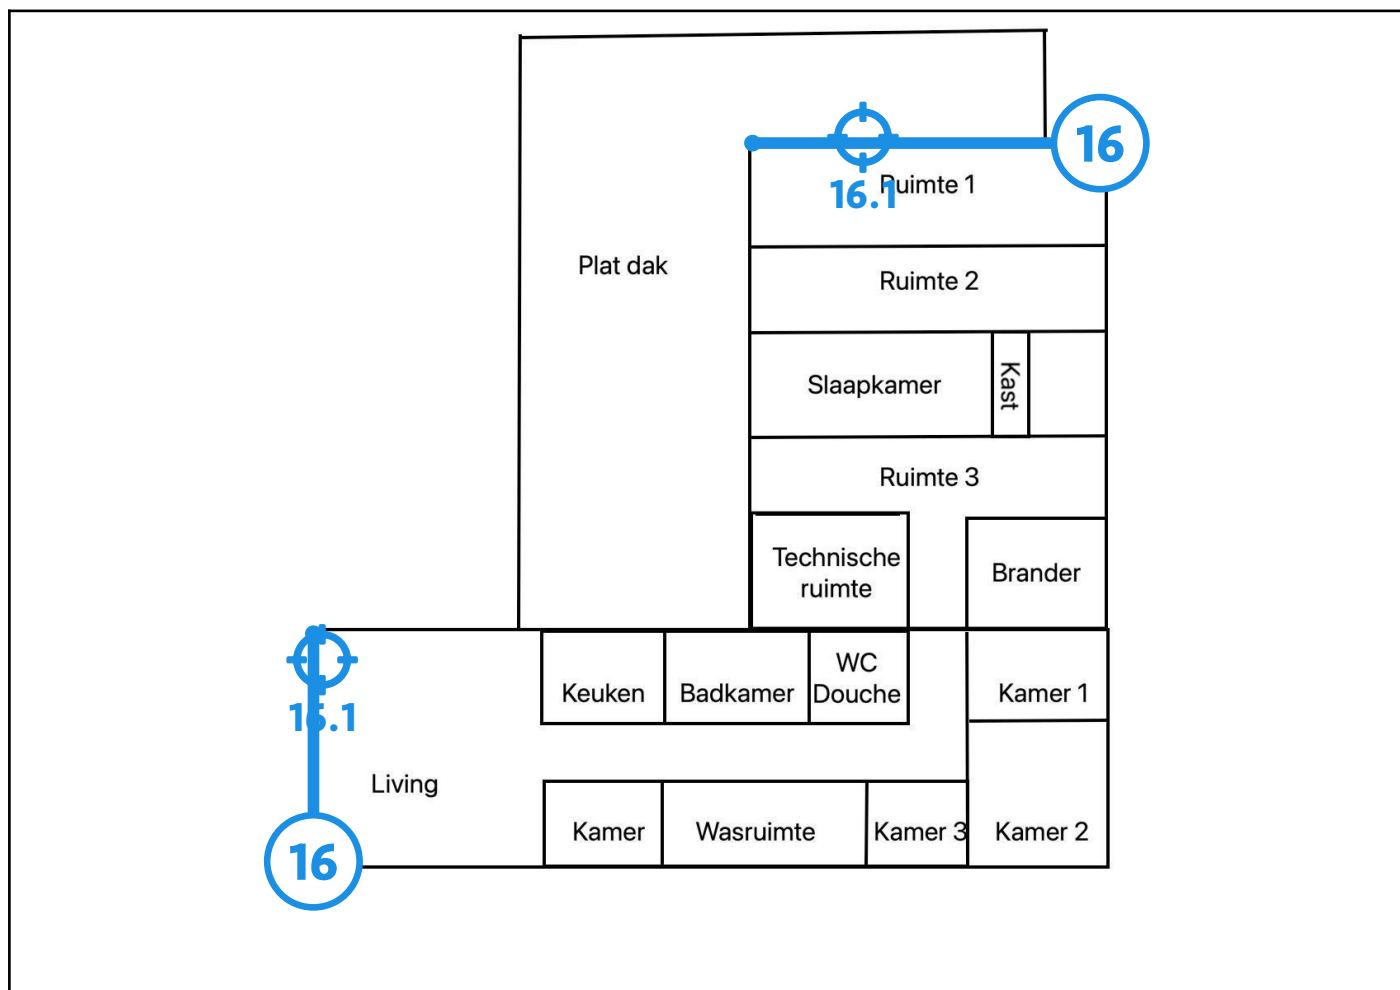 16
16.1
Ruimte 1
Plat dak
Ruimte 2
Slaapkamer
Kast
Ruimte 3
Technische
ruimte
Brander
16.1
Keuken
Badkamer
WC
Douche
Kamer 1
Living
16
Kamer
Wasruimte
Kamer 3
Kamer 2